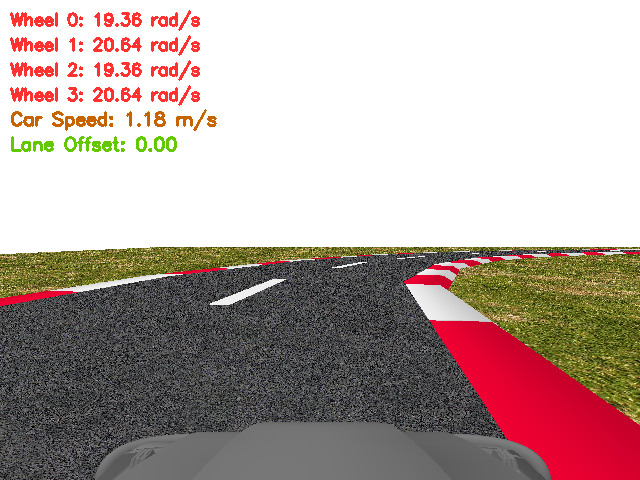 Wheel 0: 19.36 rad/s
Wheel 1: 20.64 rad/s
Wheel 2: 19.36 rad/s
Wheel 3: 20.64 rad/s
Car Speed: 1.18 m/s
Lane Offset: 0.00